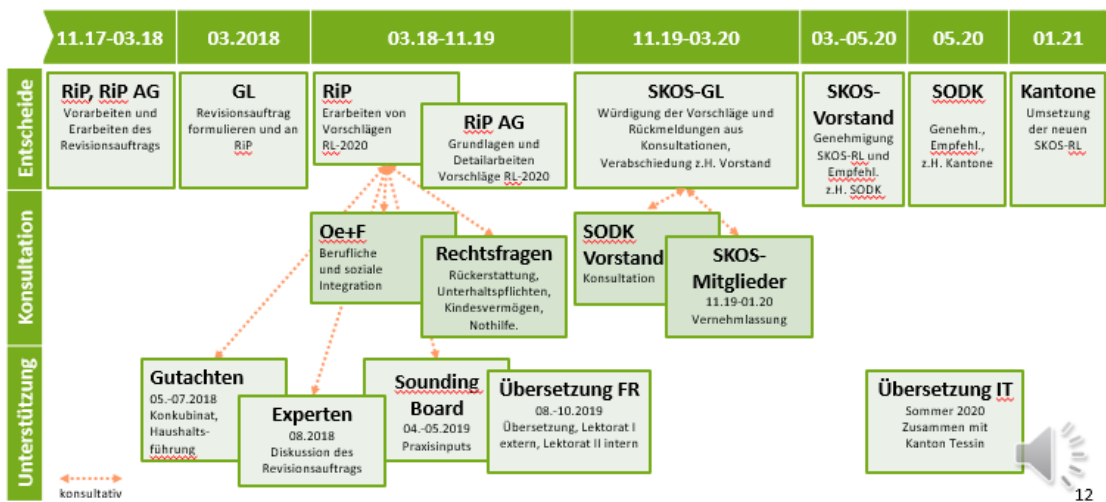 11.17-03.18
03.2018
03.18-11.19
11.19-03.20
03.-05.20
05.20
01.21
Entscheide
RiP, RiP AG
Vorarbeiten und
Erarbeiten des
Revisionsauftrags
GL
Revisionsauftrag
formulieren und an
RiP
RiP
Erarbeiten von
Vorschlägen
RL-2020
RiP AG
Grundlagen und
Detailarbeiten
Vorschläge RL-2020
SKOS-GL
Würdigung der Vorschläge und
Rückmeldungen aus
Konsultationen,
Verabschiedung z.H. Vorstand
SKOS-
Vorstand
Genehmigung
SKOS-RL und
Empfehl.
z.H. SODK
SODK
Genehm.,
Empfehl.,
z.H. Kantone
Kantone
Umsetzung
der neuen
SKOS-RL
Konsultation
Oe+F
Berufliche
und soziale
Integration
Rechtsfragen
Rückerstattung,
Unterhaltspflichten,
Kindesvermögen,
Nothilfe.
SODK
Vorstand
Konsultation
SKOS-
Mitglieder
11.19-01.20
Vernehmlassung
Unterstützung
Gutachten
05.-07.2018
Konkubinat,
Haushalts-
führung
Experten
08.2018
Diskussion des
Revisionsauftrags
Sounding
Board
04.-05.2019
Praxisinputs
Übersetzung FR
08.-10.2019
Übersetzung, Lektorat I
extern, Lektorat II intern
Übersetzung IT
Sommer 2020
Zusammen mit
Kanton Tessin
konsultativ
12